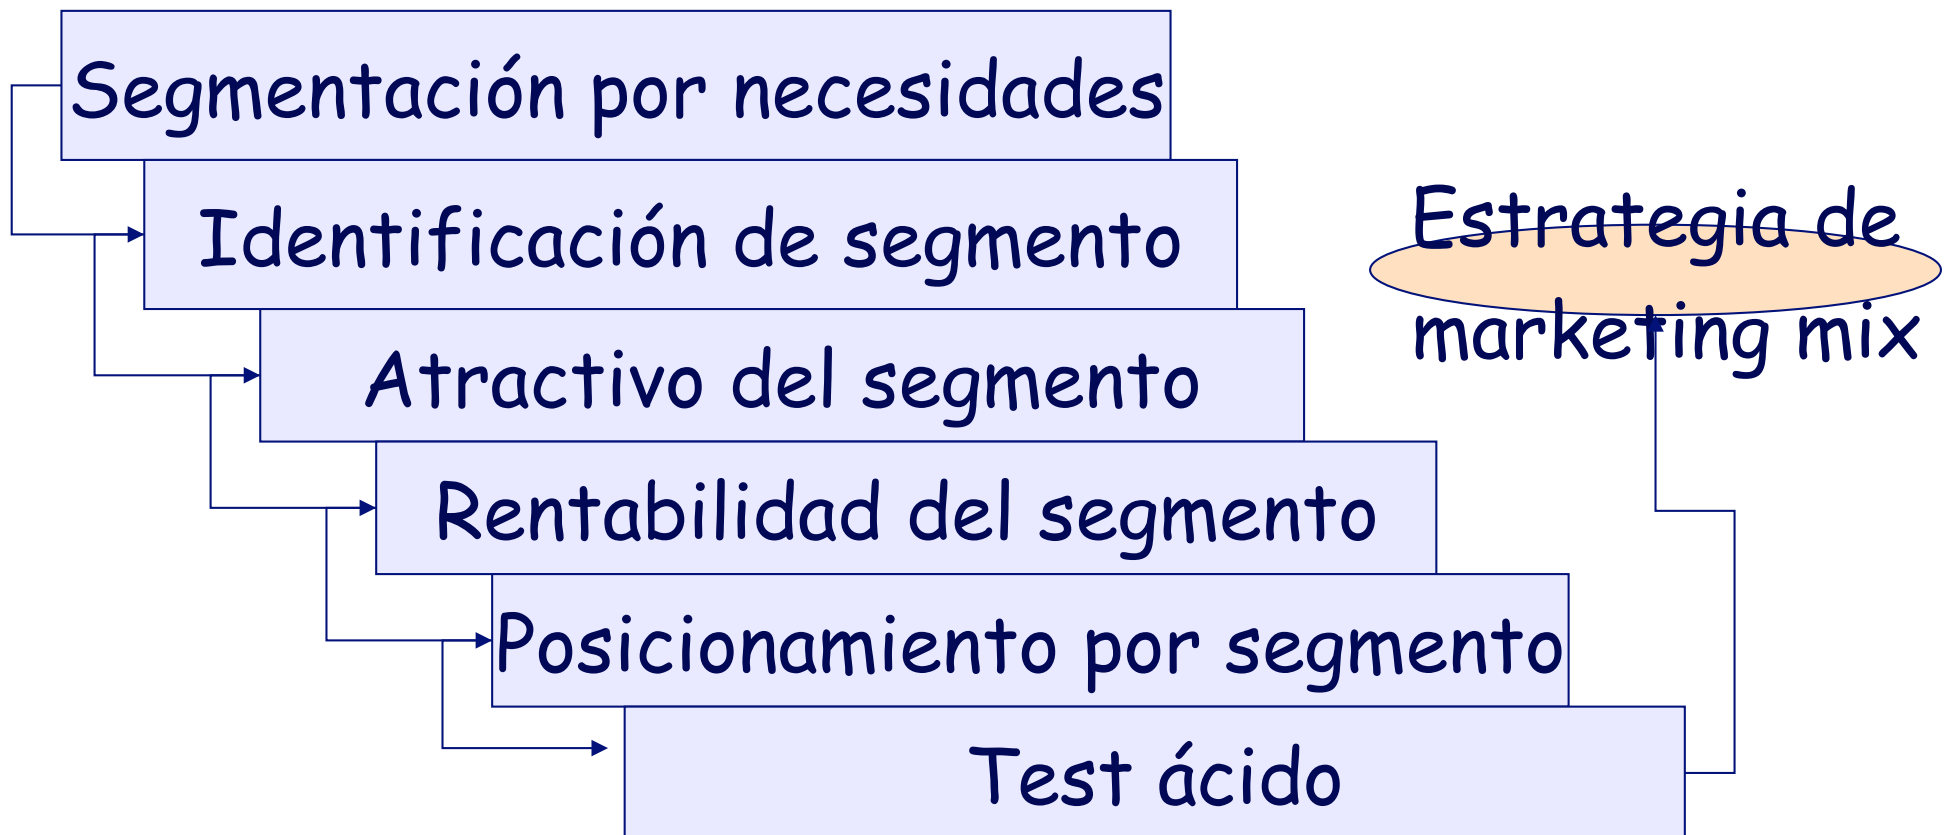 Segmentación por necesidades
Identificación de segmento
Atractivo del segmento
Rentabilidad del segmento
Posicionamiento por segmento
Test ácido
Estrategia de
marketing mix